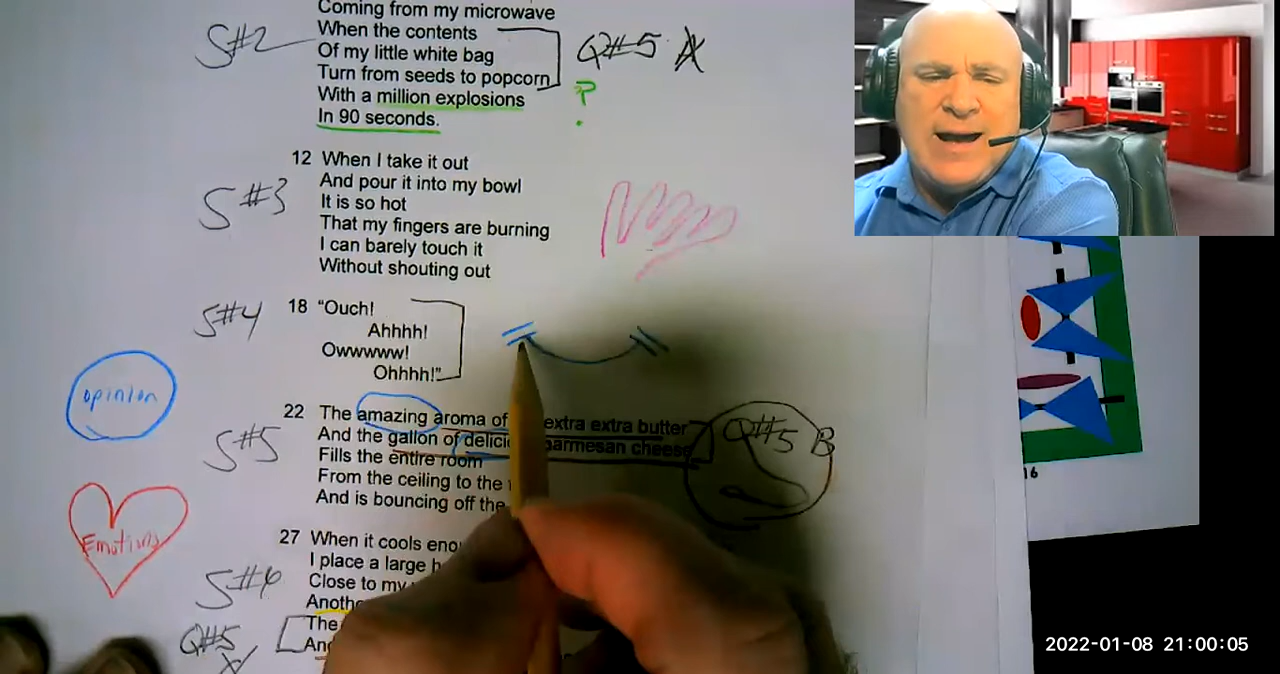 Coming from my microwave
S#2 When the contents
Of my little white bag Q#5 A
Turn from seeds to popcorn
With a million explosions ?
In 90 seconds.
12 When I take it out
And pour it into my bowl
S#3 It is so hot
That my fingers are burning
I can barely touch it
Without shouting out
S#4 18 “Ouch!
Ahhhh!
Owwwww!
Ohhhh!”
opinion
22 The amazing aroma of extra extra butter
S#5 And the gallon of parmesan cheese Q#5 B
Fills the entire room
From the ceiling to the
And is bouncing off the
Emotions
27 When it cools
I place a large
S#6 Close to my
Q#5 The
16
2022-01-08 21:00:05